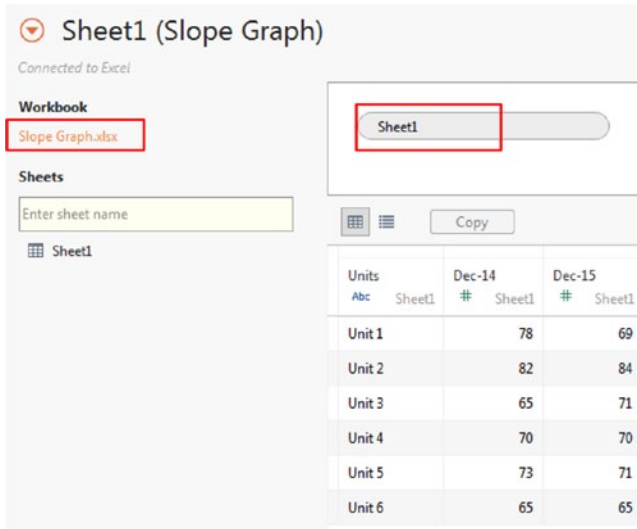 Sheet1 (Slope Graph)
Connected to Excel
Workbook
Slope Graph.xlsx
Sheets
Enter sheet name
Sheet1
Sheet1
Copy
Units Dec-14 Dec-15
Abc Sheet1 # Sheet1 # Sheet1
Unit 1 78 69
Unit 2 82 84
Unit 3 65 71
Unit 4 70 70
Unit 5 73 71
Unit 6 65 65